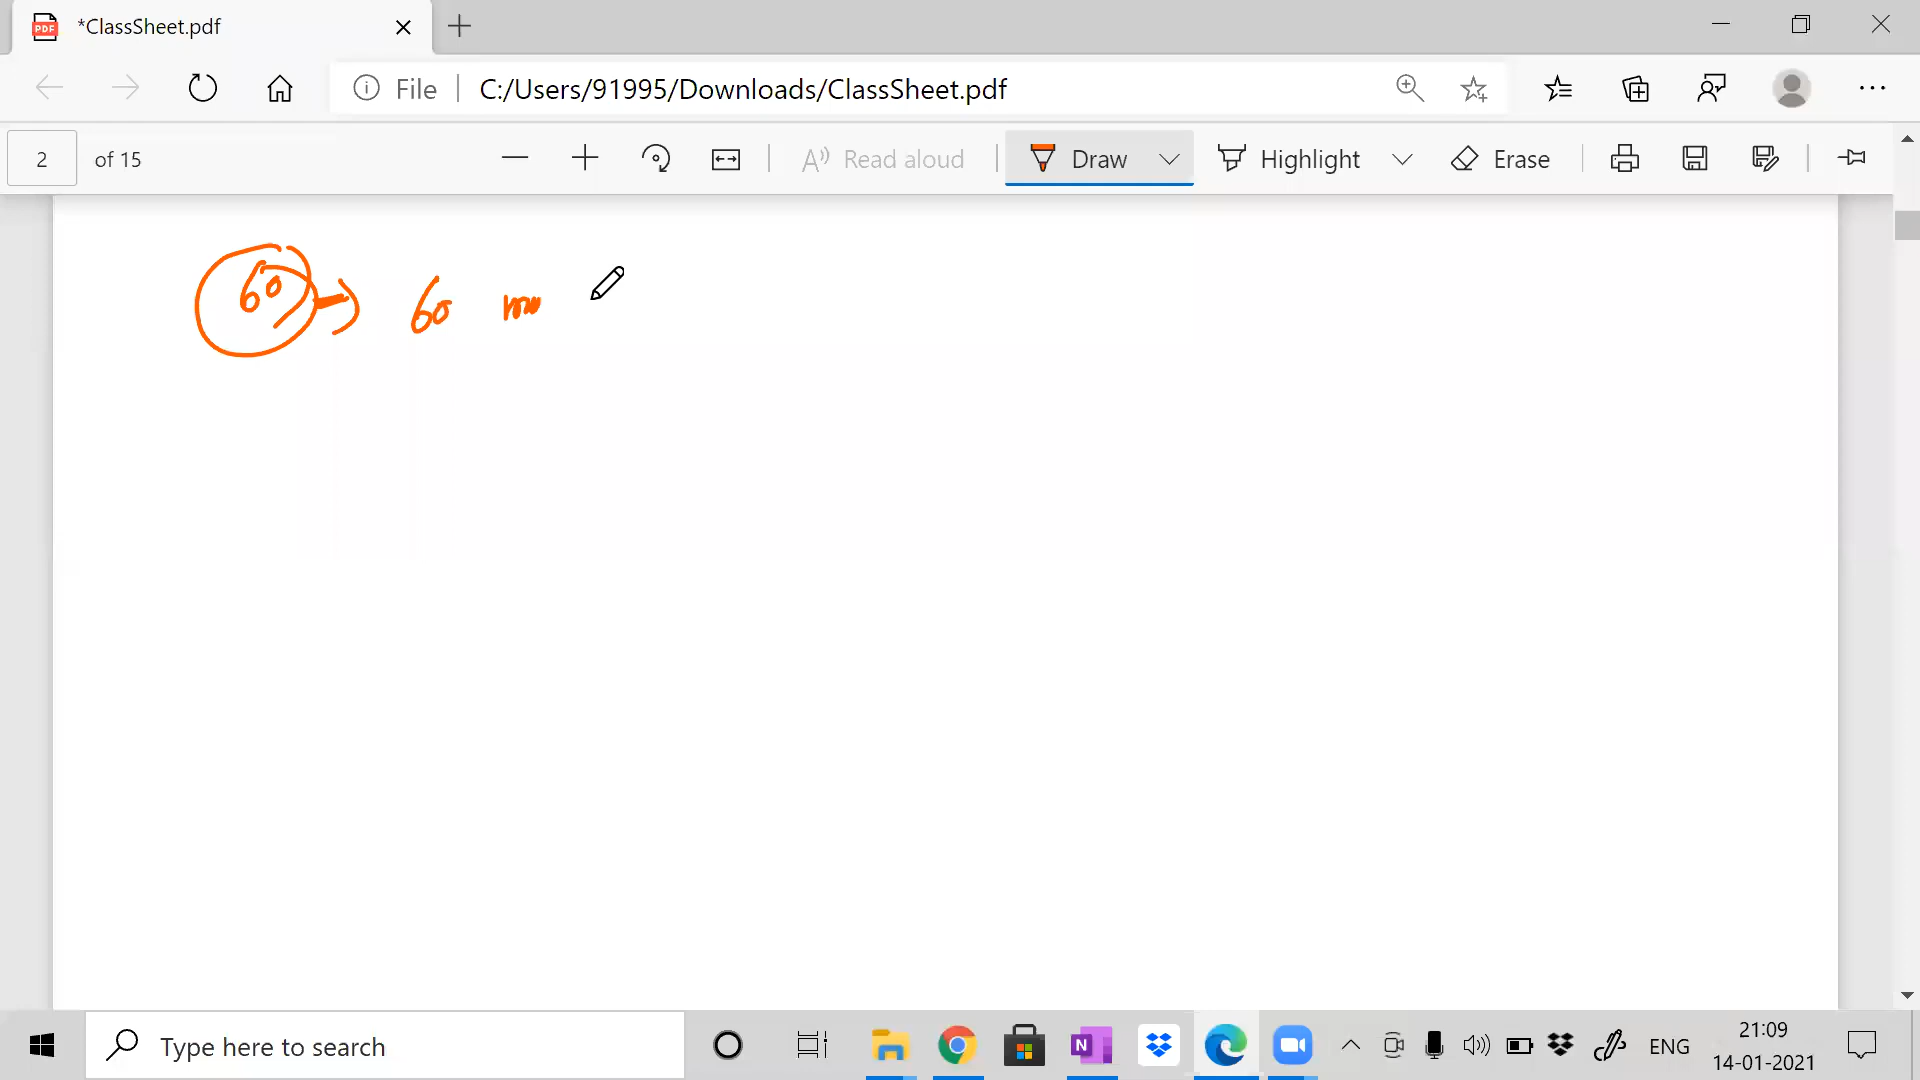 *ClassSheet.pdf
File C:/Users/91995/Downloads/ClassSheet.pdf
2 of 15 Read aloud Draw Highlight Erase
60 60
Type here to search
ENG
21:09
14-01-2021